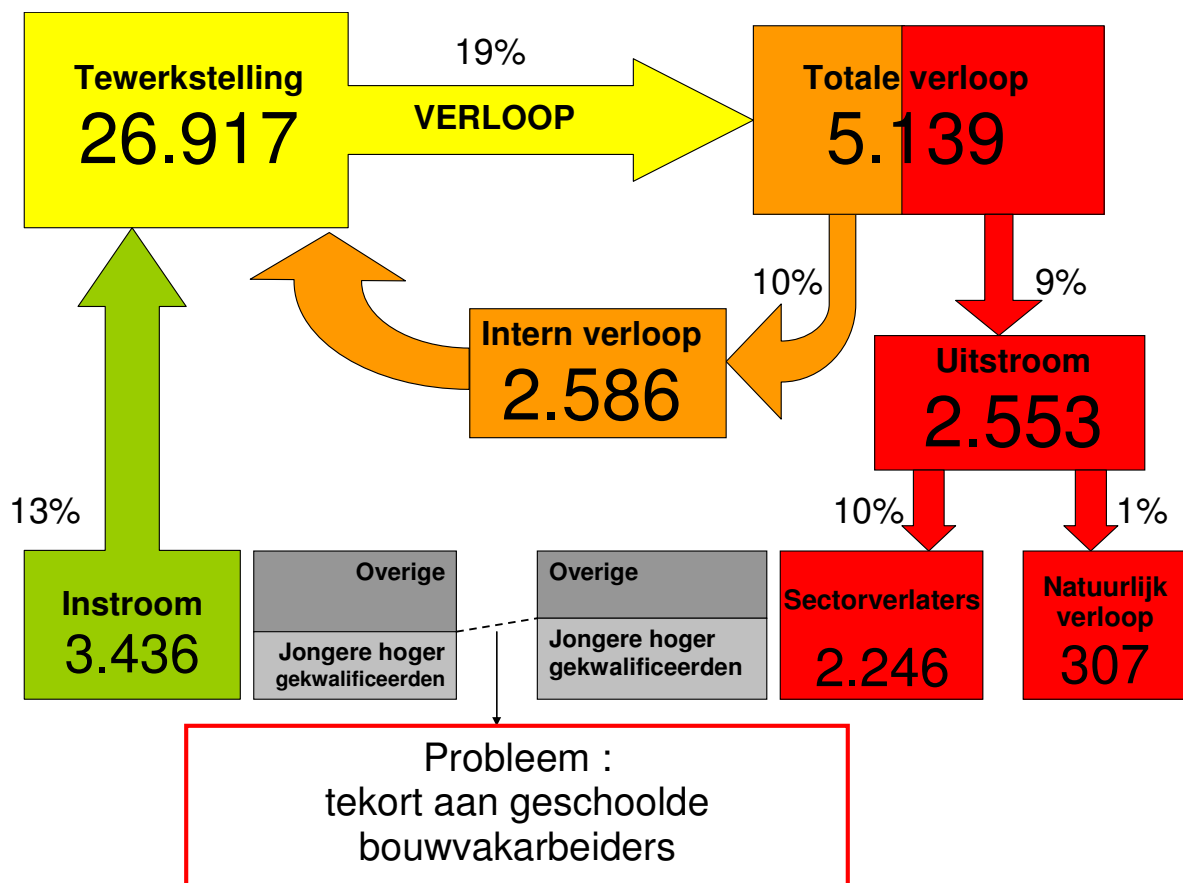 Tewerkstelling
26.917
19%
VERLOOP
Totale verloop
5.139
10%
9%
Intern verloop
2.586
Uitstroom
2.553
13%
10%
1%
Instroom
3.436
Overige
Jongere hoger
gekwalificeerden
Overige
Jongere hoger
gekwalificeerden
Sectorverlaters
2.246
Natuurlijk
verloop
307
Probleem :
tekort aan geschoolde
bouwvakarbeiders